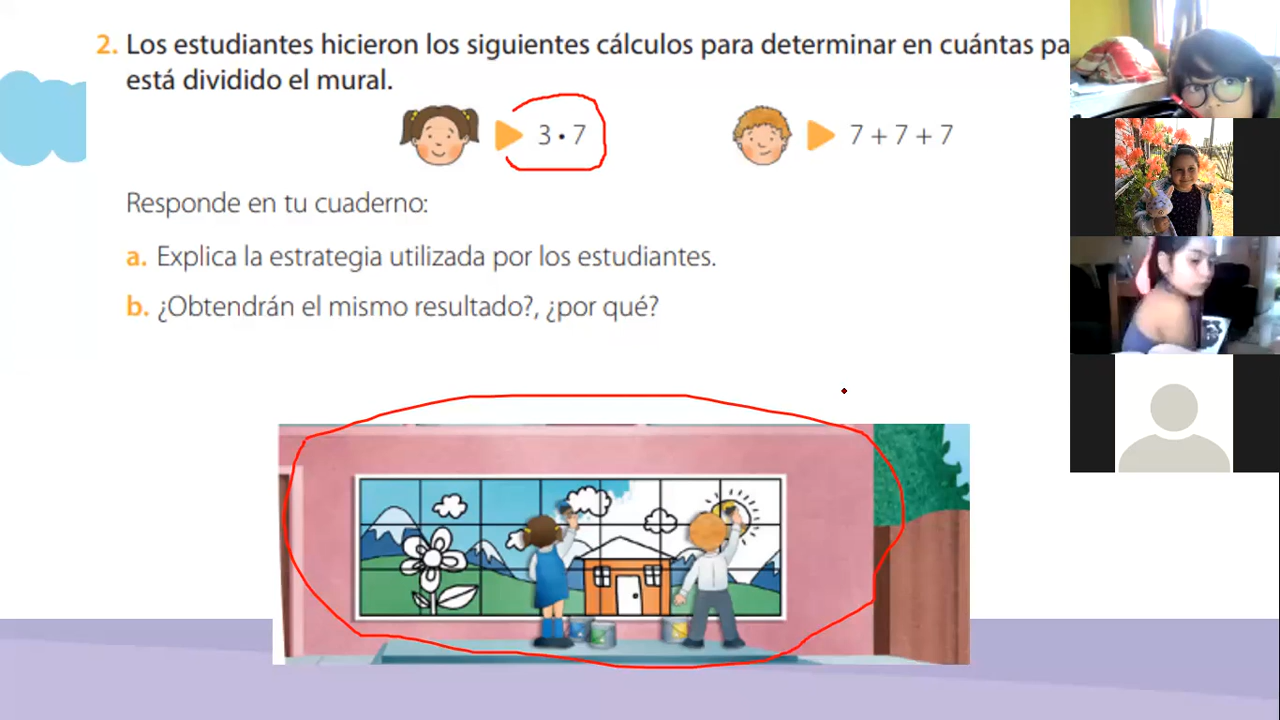 2. Los estudiantes hicieron los siguientes cálculos para determinar en cuántas
está dividido el mural.
3 • 7
7 + 7 + 7
Responde en tu cuaderno:
a. Explica la estrategia utilizada por los estudiantes.
b. ¿Obtendrán el mismo resultado?, ¿por qué?